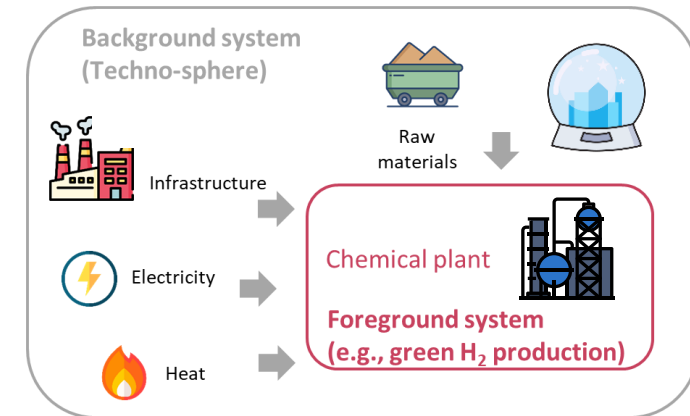 Background system
(Techno-sphere)
Raw
materials
Infrastructure
Electricity
Chemical plant
Foreground system
(e.g., green H₂ production)
Heat